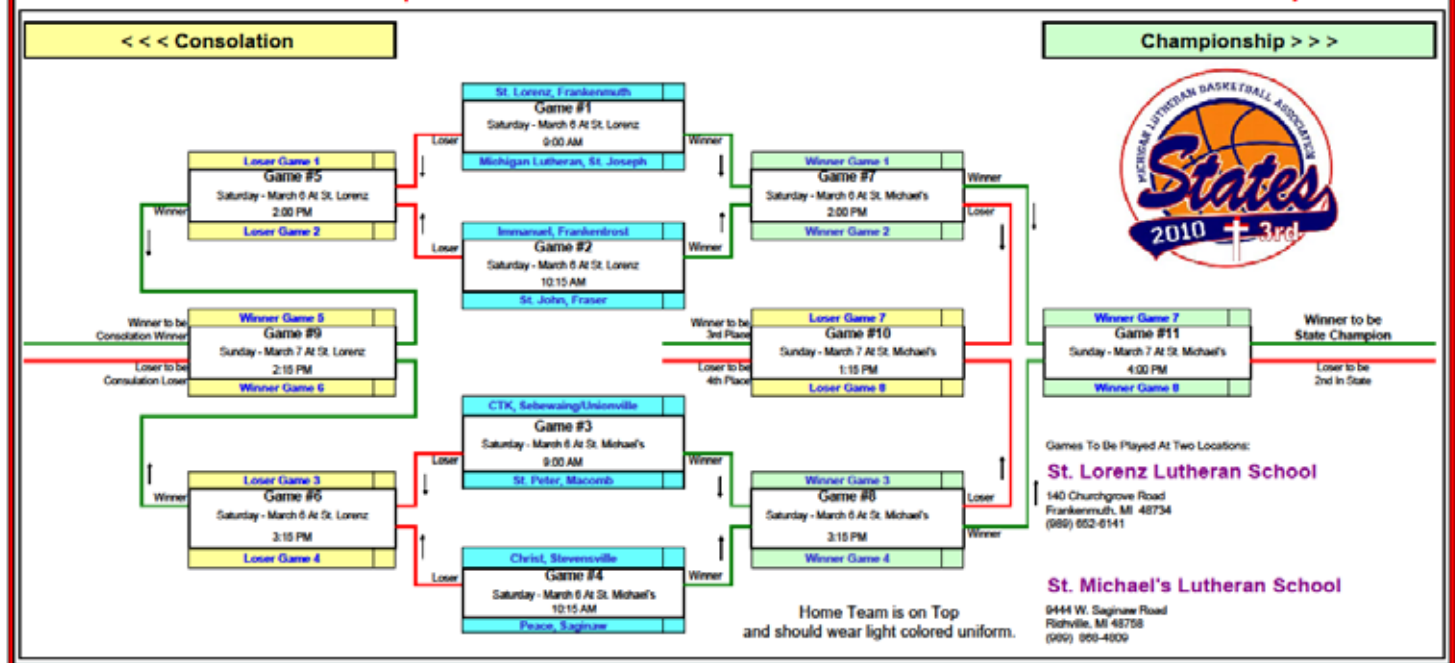 < < < Consolation
Championship > > >
MICHIGAN LUTHERAN BASKETBALL ASSOCIATION
States
2010 3rd
St. Lorenz, Frankenmuth
Game #1
Saturday - March 6 At St. Lorenz
9:00 AM
Michigan Lutheran, St. Joseph
Loser
Winner
Loser Game 1
Game #5
Saturday - March 6 At St. Lorenz
2:00 PM
Loser Game 2
Winner
Winner Game 1
Game #7
Saturday - March 6 At St. Michael's
2:00 PM
Winner Game 2
Winner
Loser
Immanuel, Frankentrost
Game #2
Saturday - March 6 At St. Lorenz
10:15 AM
St. John, Fraser
Loser
Winner
Winner to be
Consolation Winner
Loser to be
Consulation Loser
Winner Game 5
Game #9
Sunday - March 7 At St. Lorenz
2:15 PM
Winner Game 6
Winner to be
3rd Place
Loser to be
4th Place
Loser Game 7
Game #10
Sunday - March 7 At St. Michael's
1:15 PM
Loser Game 8
Winner Game 7
Game #11
Sunday - March 7 At St. Michael's
4:00 PM
Winner Game 8
Winner to be
State Champion
Loser to be
2nd In State
CTK, Sebewaing/Unionville
Game #3
Saturday - March 6 At St. Michael's
9:00 AM
St. Peter, Macomb
Loser
Winner
Loser Game 3
Game #6
Saturday - March 6 At St. Lorenz
3:15 PM
Loser Game 4
Winner
Winner Game 3
Game #8
Saturday - March 6 At St. Michael's
3:15 PM
Winner Game 4
Loser
Winner
Christ, Stevensville
Game #4
Saturday - March 6 At St. Michael's
10:15 AM
Peace, Saginaw
Loser
Winner
Home Team is on Top
and should wear light colored uniform.
Games To Be Played At Two Locations:
St. Lorenz Lutheran School
140 Churchgrove Road
Frankenmuth, MI 48734
(989) 652-6141
St. Michael's Lutheran School
9444 W. Saginaw Road
Richville, MI 48758
(989) 868-4809